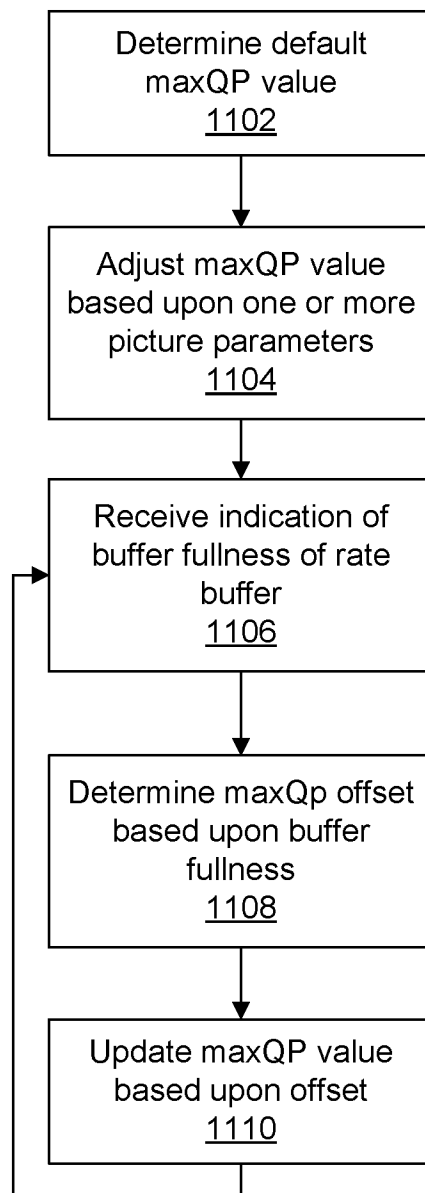 Determine default
maxQP value
1102
Adjust maxQP value
based upon one or more
picture parameters
1104
Receive indication of
buffer fullness of rate
buffer
1106
Determine maxQp offset
based upon buffer
fullness
1108
Update maxQP value
based upon offset
1110